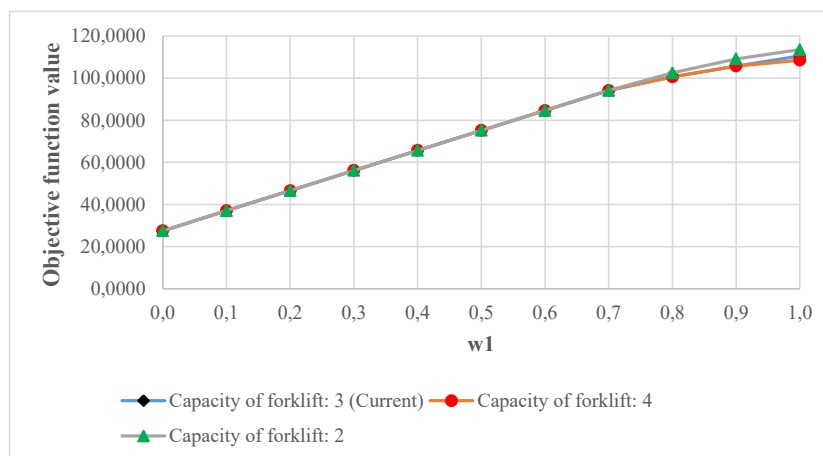 Objective function value
120,0000
100,0000
80,0000
60,0000
40,0000
20,0000
0,0000
0,0 0,1 0,2 0,3 0,4 0,5 0,6 0,7 0,8 0,9 1,0
w1
Capacity of forklift: 3 (Current) Capacity of forklift: 4
Capacity of forklift: 2